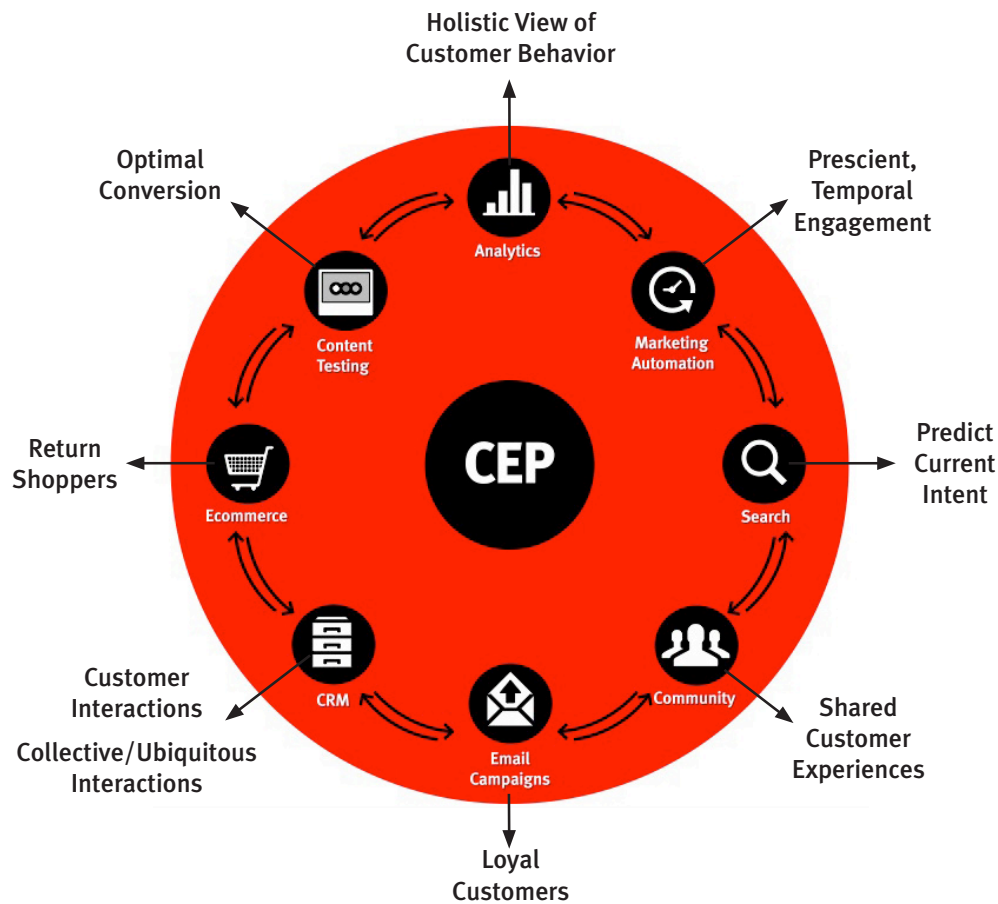 Holistic View of
Customer Behavior
Optimal
Conversion
Prescient,
Temporal
Engagement
Analytics
Content
Testing
Marketing
Automation
Return
Shoppers
Ecommerce
CEP
Search
Predict
Current
Intent
Customer
Interactions
Collective/Ubiquitous
Interactions
CRM
Email
Campaigns
Community
Shared
Customer
Experiences
Loyal
Customers